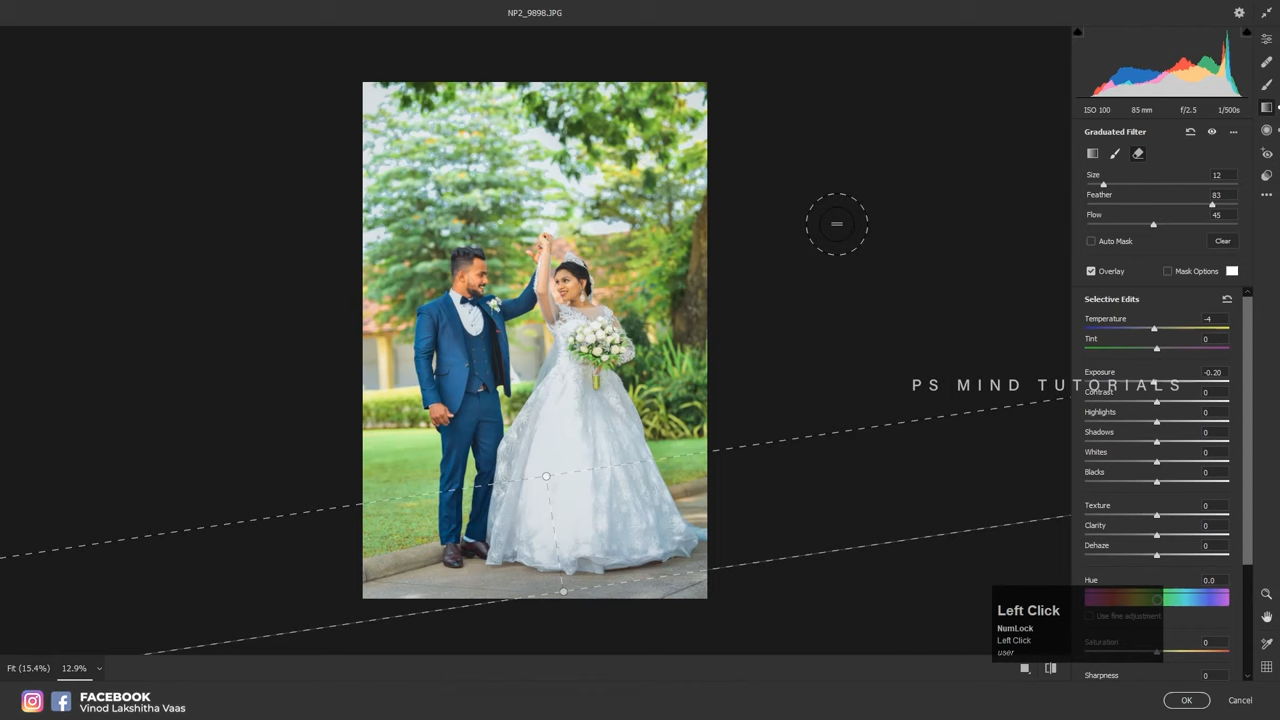 NP2_9898.JPG
ISO 100 85 mm f/2.5 1/500s
Graduated Filter
Size 12
Feather 83
Flow 45
Auto Mask Clear
Overlay Mask Options
Selective Edits
Temperature -4
Tint 0
Exposure -0.20
PS MIND TUTORIALS
Contrast 0
Highlights 0
Shadows 0
Whites 0
Blacks 0
Texture 0
Clarity 0
Dehaze 0
Hue 0.0
Use fine adjustment
Left Click
NumLock
Left Click
user
Saturation 0
Sharpness 0
Fit (15.4%) 12.9%
FACEBOOK
Vinod Lakshitha Vaas
OK Cancel